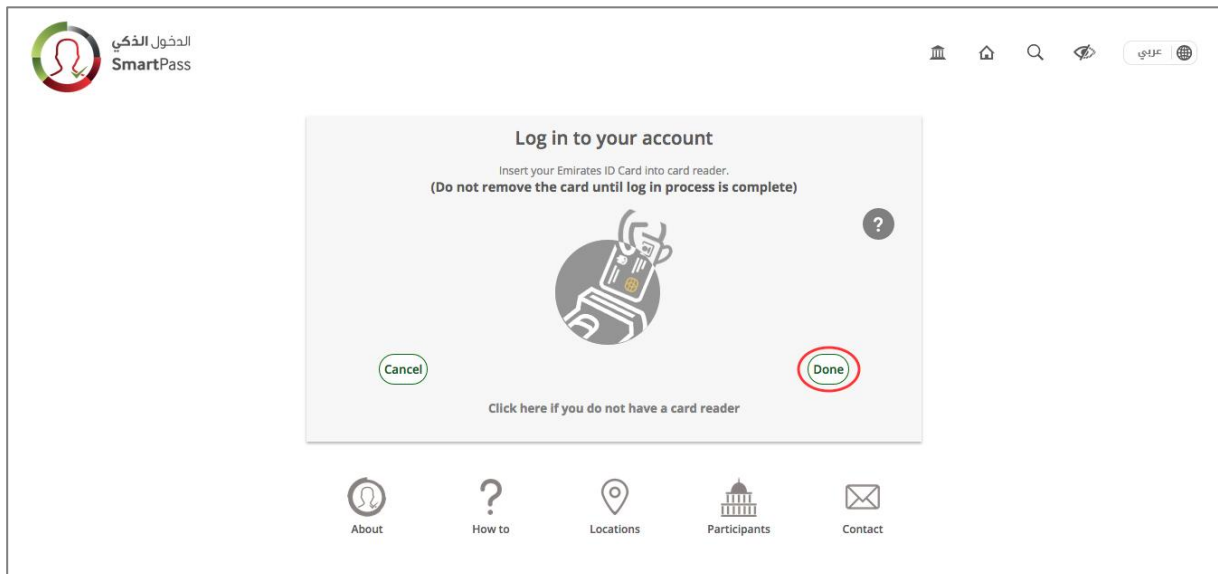 الدخول الذكي
SmartPass
عربي
Log in to your account
Insert your Emirates ID Card into card reader.
(Do not remove the card until log in process is complete)
?
Cancel
Done
Click here if you do not have a card reader
About
How to
Locations
Participants
Contact